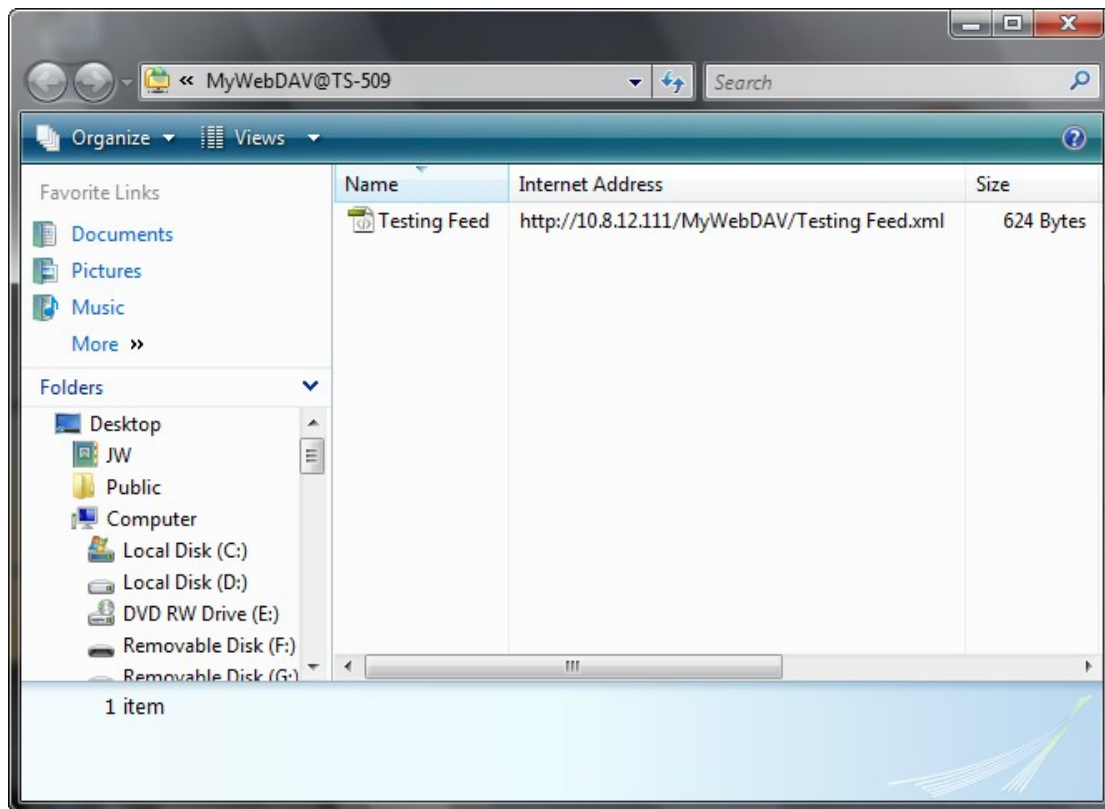 « MyWebDAV@TS-509
Search
Organize
Views
Favorite Links
Documents
Pictures
Music
More »
Folders
Desktop
JW
Public
Computer
Local Disk (C:)
Local Disk (D:)
DVD RW Drive (E:)
Removable Disk (F:)
Removable Disk (G:)
Name Internet Address Size
Testing Feed http://10.8.12.111/MyWebDAV/Testing Feed.xml 624 Bytes
1 item